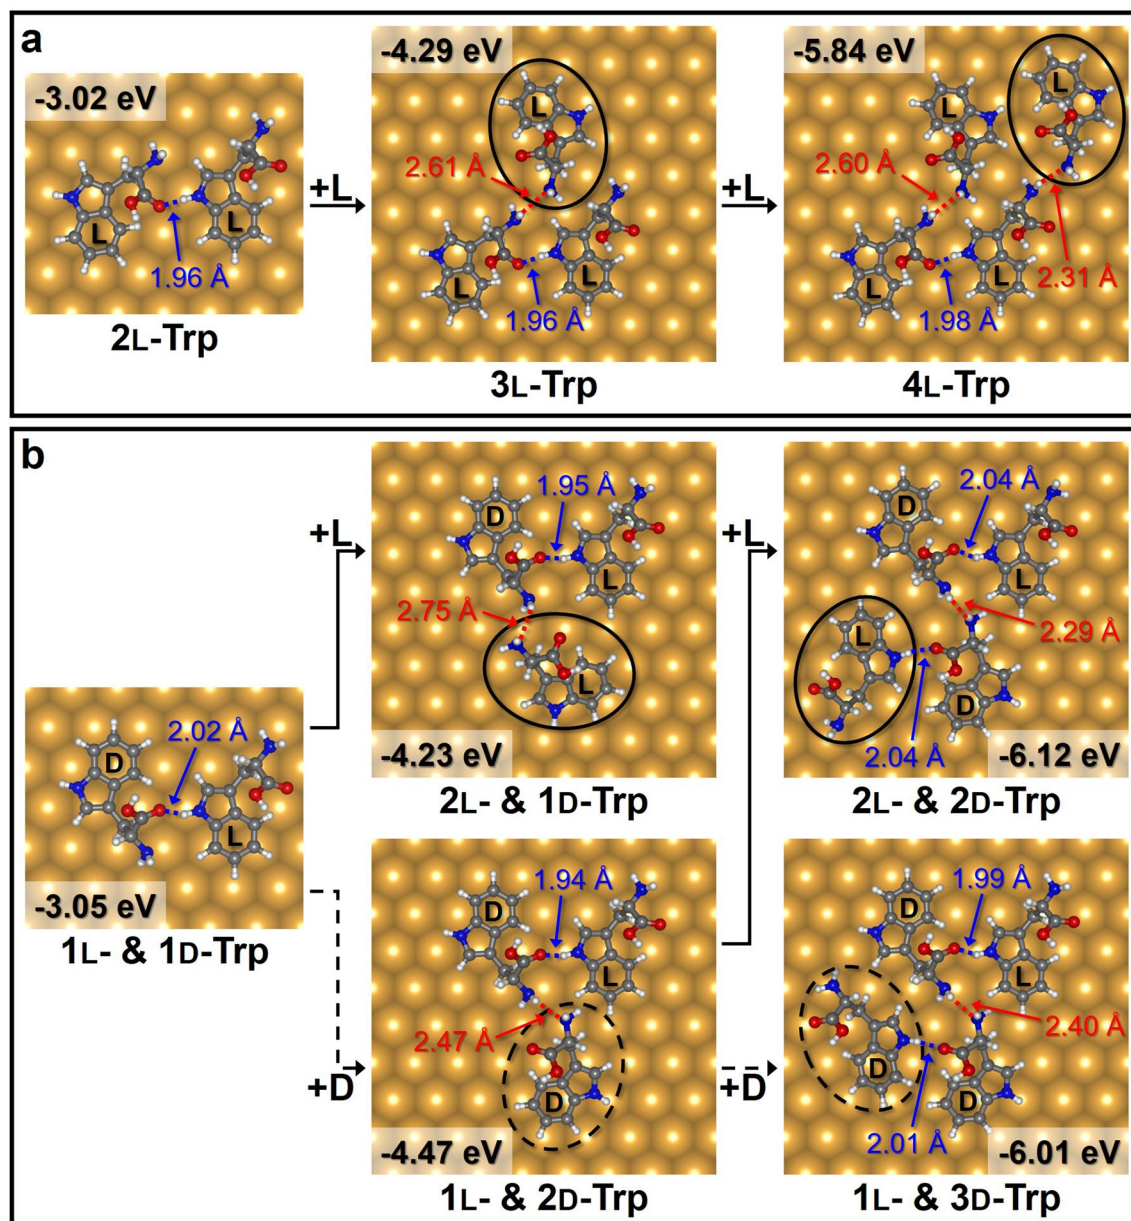 a
-3.02 eV
L
L
1.96 Å
2L-Trp
+L
-4.29 eV
L
2.61 Å
L
L
1.96 Å
3L-Trp
+L
-5.84 eV
L
L
2.60 Å
L
L
2.31 Å
1.98 Å
4L-Trp
b
2.02 Å
D
L
-3.05 eV
1L- & 1D-Trp
+L
1.95 Å
D
L
2.75 Å
L
-4.23 eV
2L- & 1D-Trp
+L
2.04 Å
D
L
2.29 Å
L
D
2.04 Å
-6.12 eV
2L- & 2D-Trp
+D
1.94 Å
D
L
2.47 Å
D
-4.47 eV
1L- & 2D-Trp
+D
1.99 Å
D
L
2.40 Å
D
D
2.01 Å
-6.01 eV
1L- & 3D-Trp